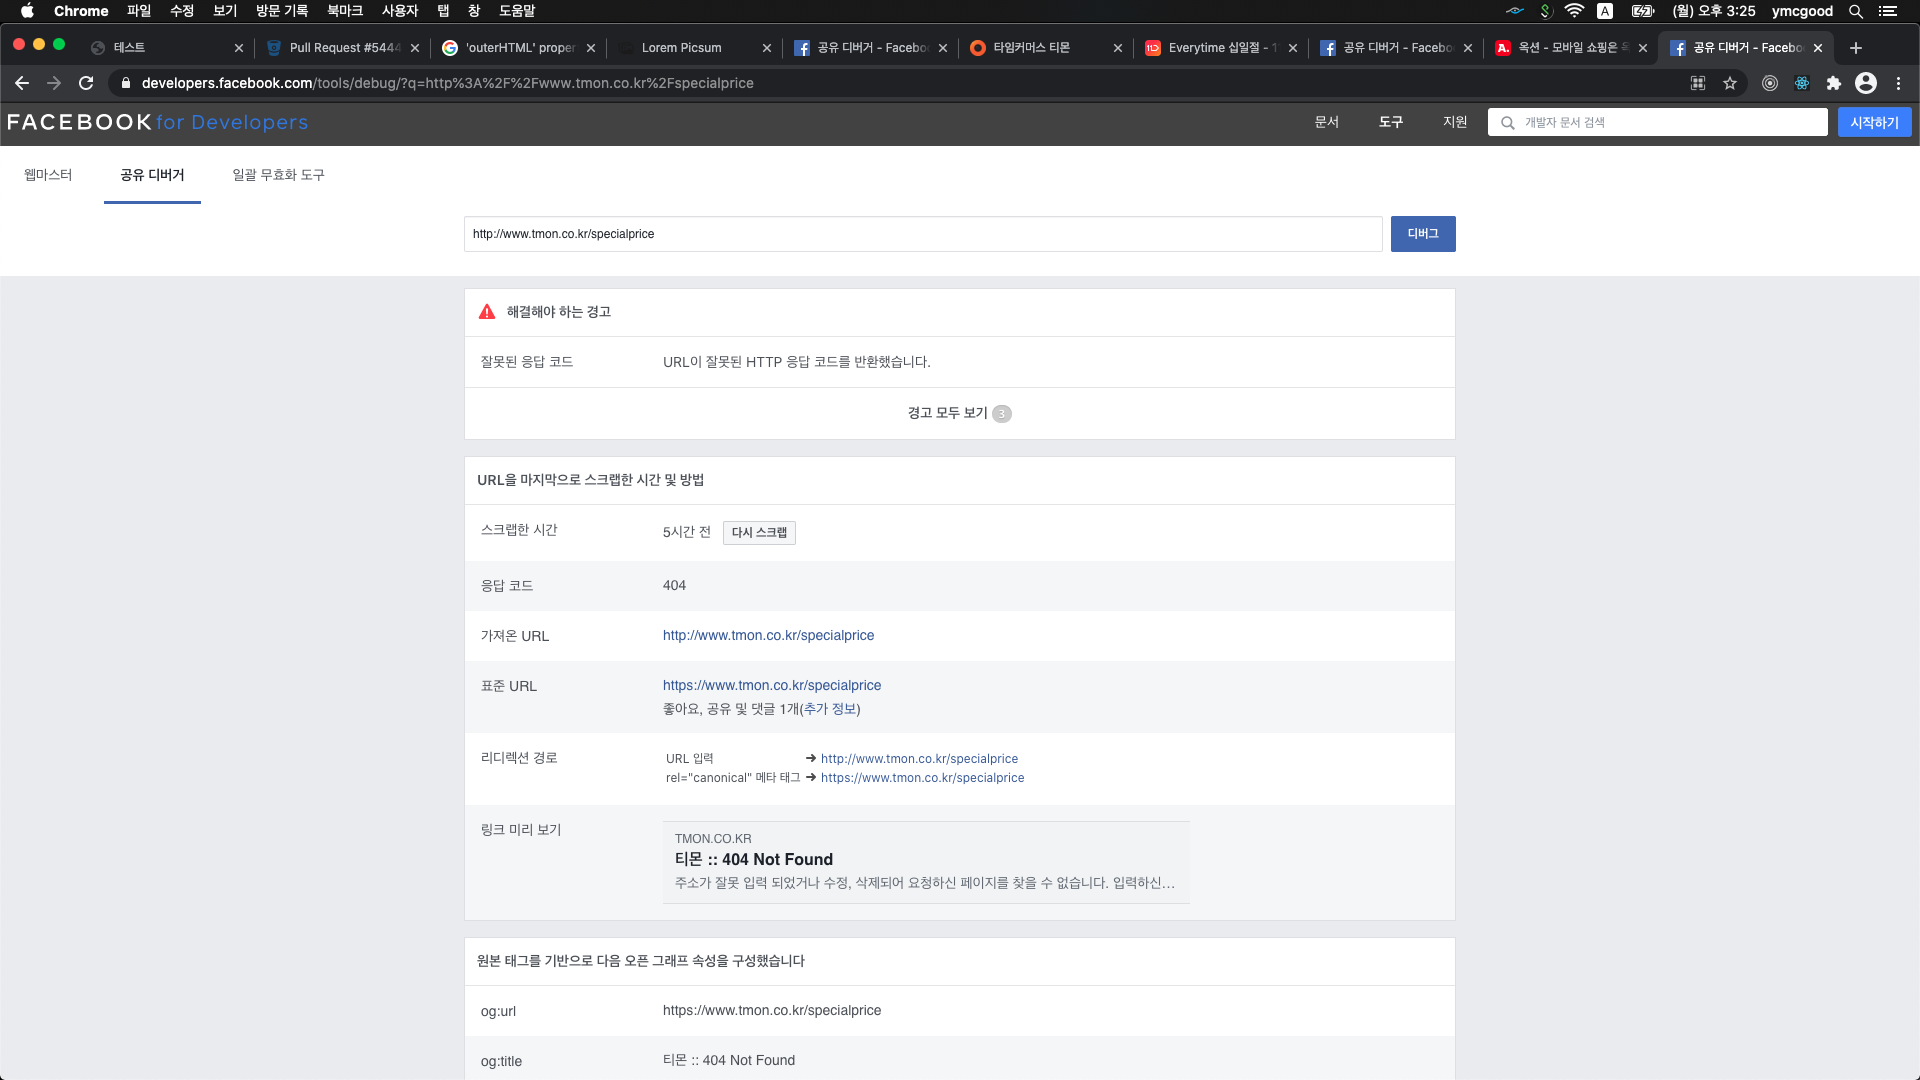 Chrome 파일 수정 보기 방문 기록 북마크 사용자 탭 창 도움말 A (월) 오후 3:25 ymcgood
테스트 Pull Request #5444 'outerHTML' proper Lorem Picsum 공유 디버거 - Facebo 타임커머스 티몬 Everytime 십일절 - 1 공유 디버거 - Facebo 옥션 - 모바일 쇼핑은 공유 디버거 - Facebo
developers.facebook.com/tools/debug/?q=http%3A%2F%2Fwww.tmon.co.kr%2Fspecialprice
FACEBOOK for Developers 문서 도구 지원 개발자 문서 검색 시작하기
웹마스터 공유 디버거 일괄 무효화 도구
http://www.tmon.co.kr/specialprice 디버그
해결해야 하는 경고
잘못된 응답 코드 URL이 잘못된 HTTP 응답 코드를 반환했습니다.
경고 모두 보기 3
URL을 마지막으로 스크랩한 시간 및 방법
스크랩한 시간 5시간 전 다시 스크랩
응답 코드 404
가져온 URL http://www.tmon.co.kr/specialprice
표준 URL https://www.tmon.co.kr/specialprice
좋아요, 공유 및 댓글 1개(추가 정보)
리디렉션 경로 URL 입력 → http://www.tmon.co.kr/specialprice
rel="canonical" 메타 태그 → https://www.tmon.co.kr/specialprice
링크 미리 보기 TMON.CO.KR
티몬 :: 404 Not Found
주소가 잘못 입력 되었거나 수정, 삭제되어 요청하신 페이지를 찾을 수 없습니다. 입력하신...
원본 태그를 기반으로 다음 오픈 그래프 속성을 구성했습니다
og:url https://www.tmon.co.kr/specialprice
og:title 티몬 :: 404 Not Found